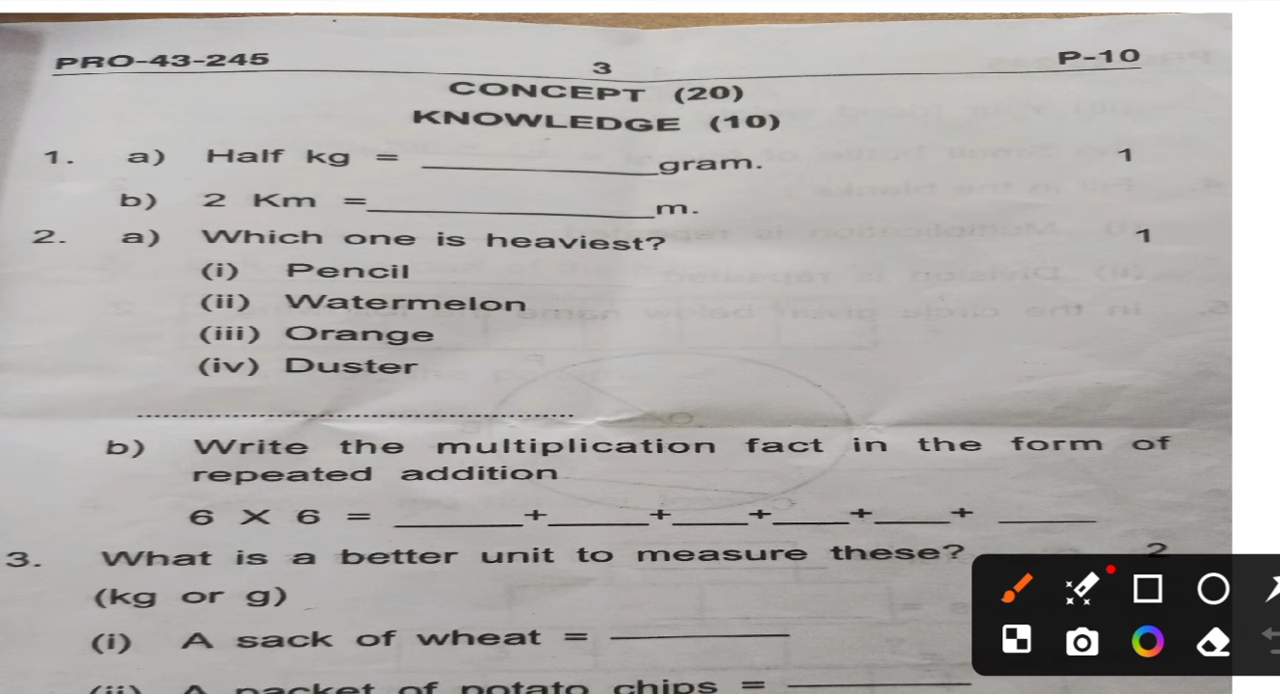 PRO-43-245 3 P-10
CONCEPT (20)
KNOWLEDGE (10)
1. a) Half kg = ________ gram. 1
b) 2 Km = ________ m.
2. a) Which one is heaviest? 1
(i) Pencil
(ii) Watermelon
(iii) Orange
(iv) Duster
............................................................
b) Write the multiplication fact in the form of
repeated addition
6 X 6 = ______+______+____+____+____+ ____
3. What is a better unit to measure these? 2
(kg or g)
(i) A sack of wheat = ________
(ii) A packet of potato chips = ________